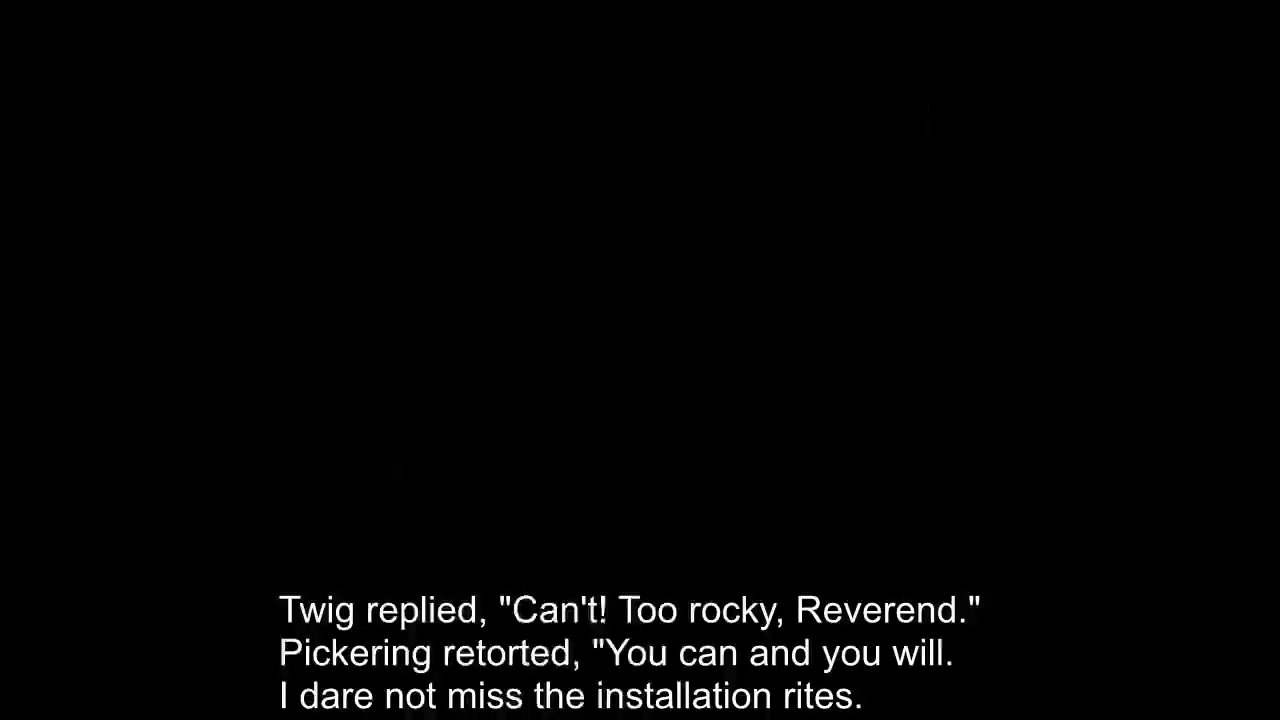 Twig replied, "Can't! Too rocky, Reverend."
Pickering retorted, "You can and you will.
I dare not miss the installation rites.